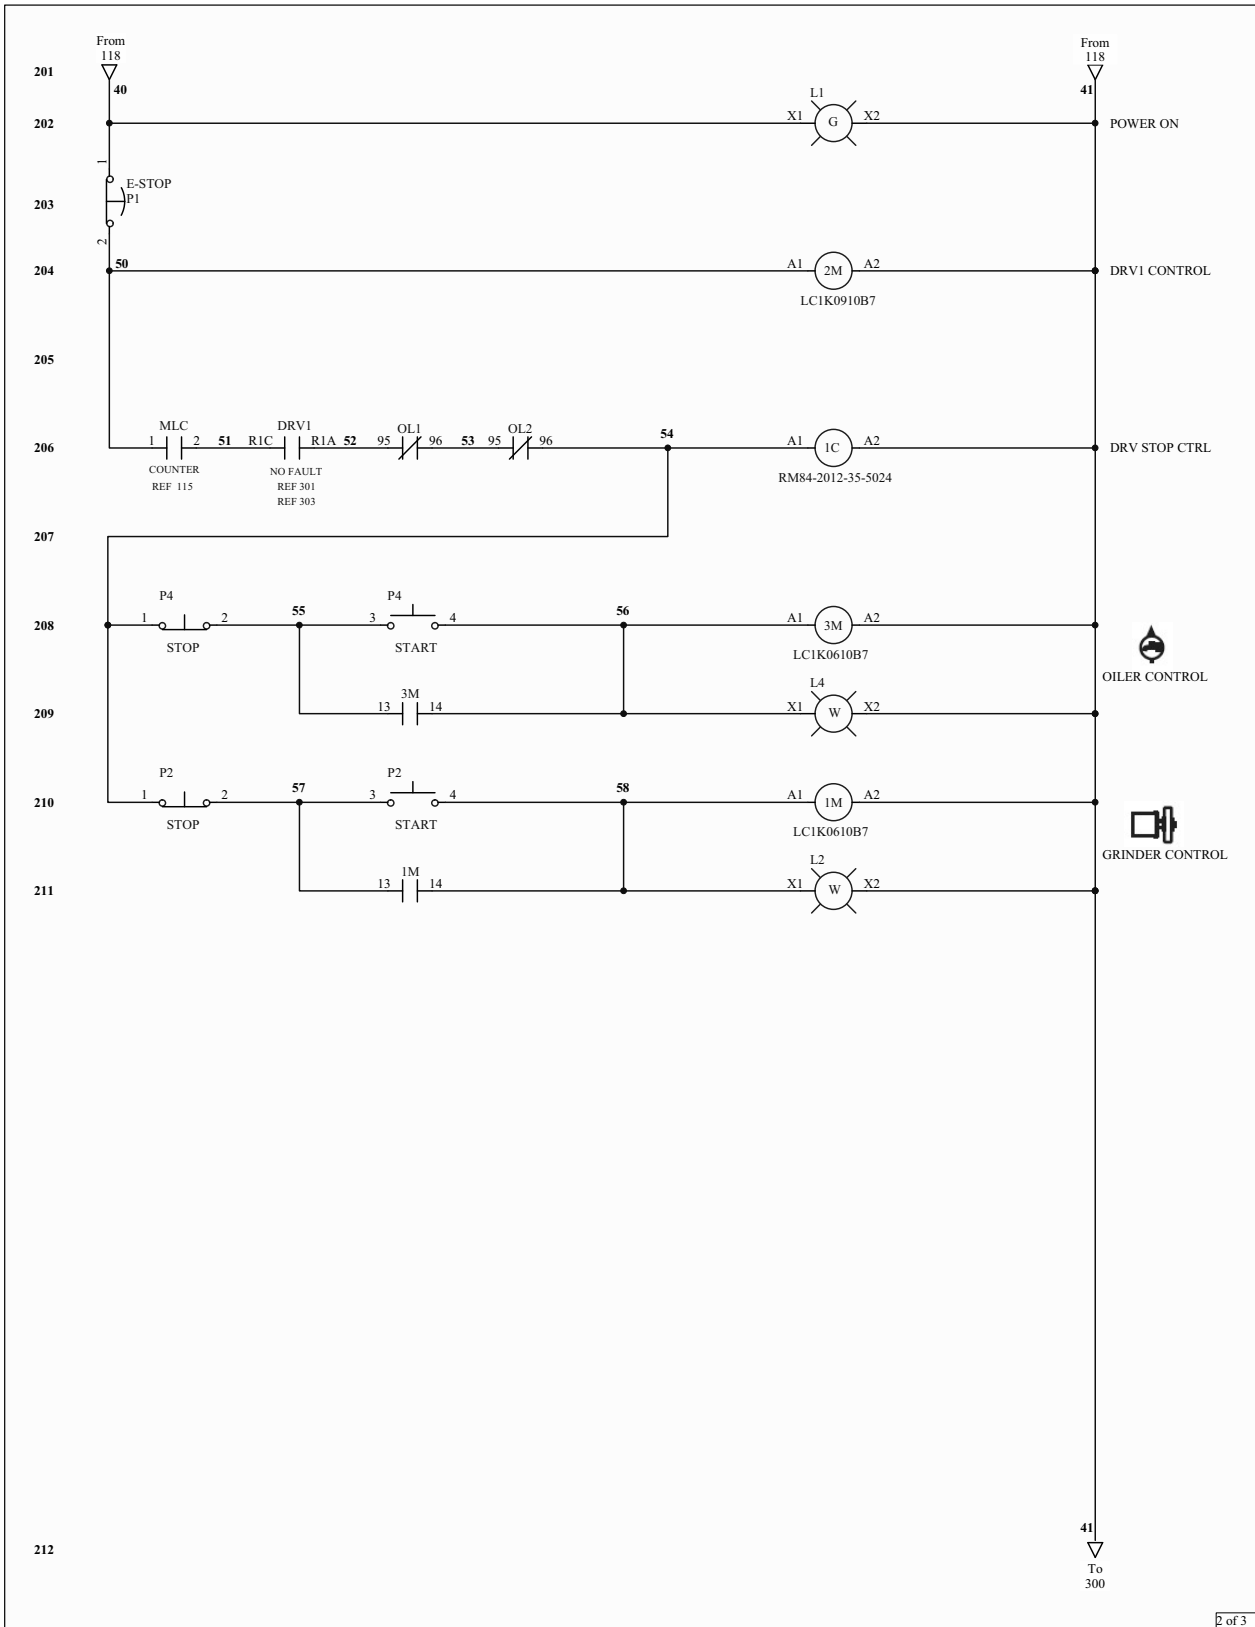 From
118
From
118
201
40
41
L1
202
X1
G
X2
POWER ON
1
E-STOP
P1
203
2
50
204
A1
2M
A2
DRV1 CONTROL
LC1K0910B7
205
MLC
DRV1
OL1
OL2
54
206
1
2
51
R1C
R1A
52
95
96
53
95
96
A1
1C
A2
DRV STOP CTRL
COUNTER
REF 115
NO FAULT
REF 301
REF 303
RM84-2012-35-5024
207
P4
P4
208
1
2
55
3
4
56
A1
3M
A2
STOP
START
LC1K0610B7
OILER CONTROL
3M
L4
209
13
14
X1
W
X2
P2
P2
210
1
2
57
3
4
58
A1
1M
A2
STOP
START
LC1K0610B7
GRINDER CONTROL
1M
L2
211
13
14
X1
W
X2
41
212
To
300
2 of 3